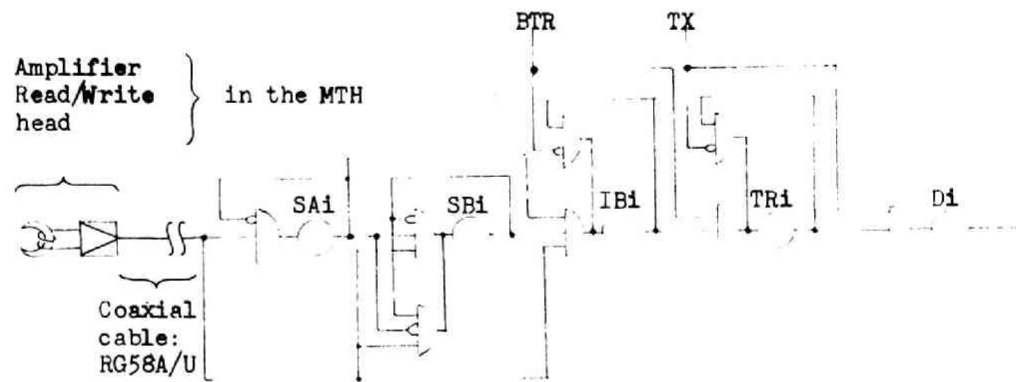 BTR
TX
Amplifier
Read/Write
head
in the MTH
SAi
SBi
IBi
TRi
Di
Coaxial
cable:
RG58A/U